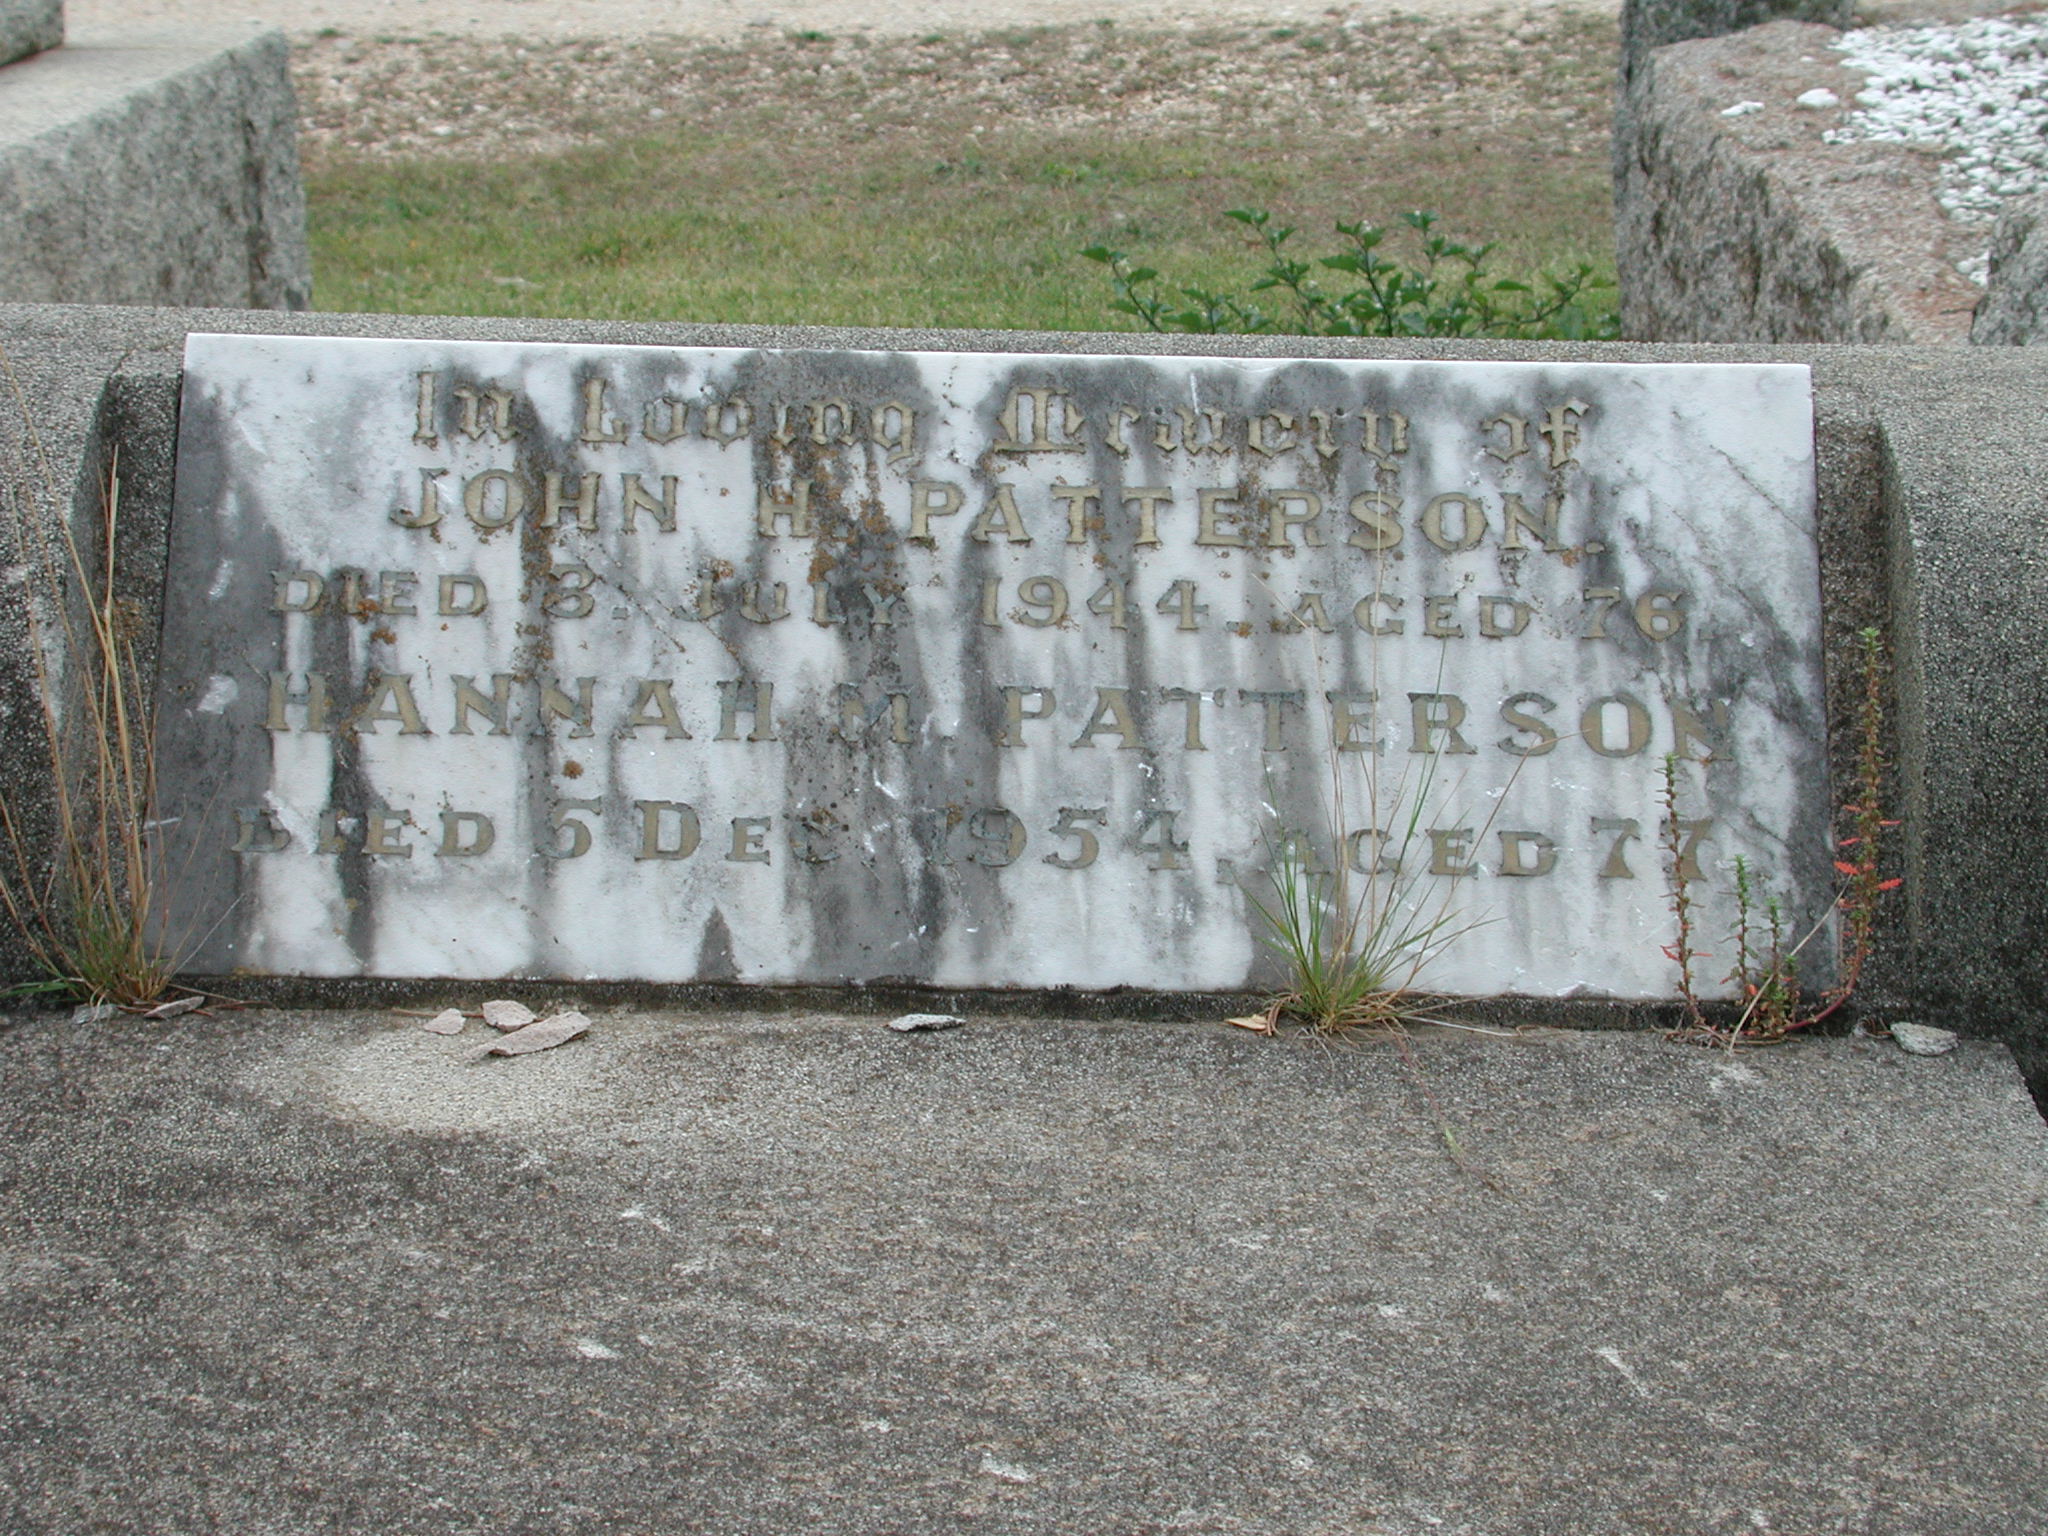 In Loving Memory of
JOHN H. PATTERSON.
DIED 3. JULY 1944. AGED 76.
HANNAH M. PATTERSON
DIED 5 DEC. 1954, AGED 77